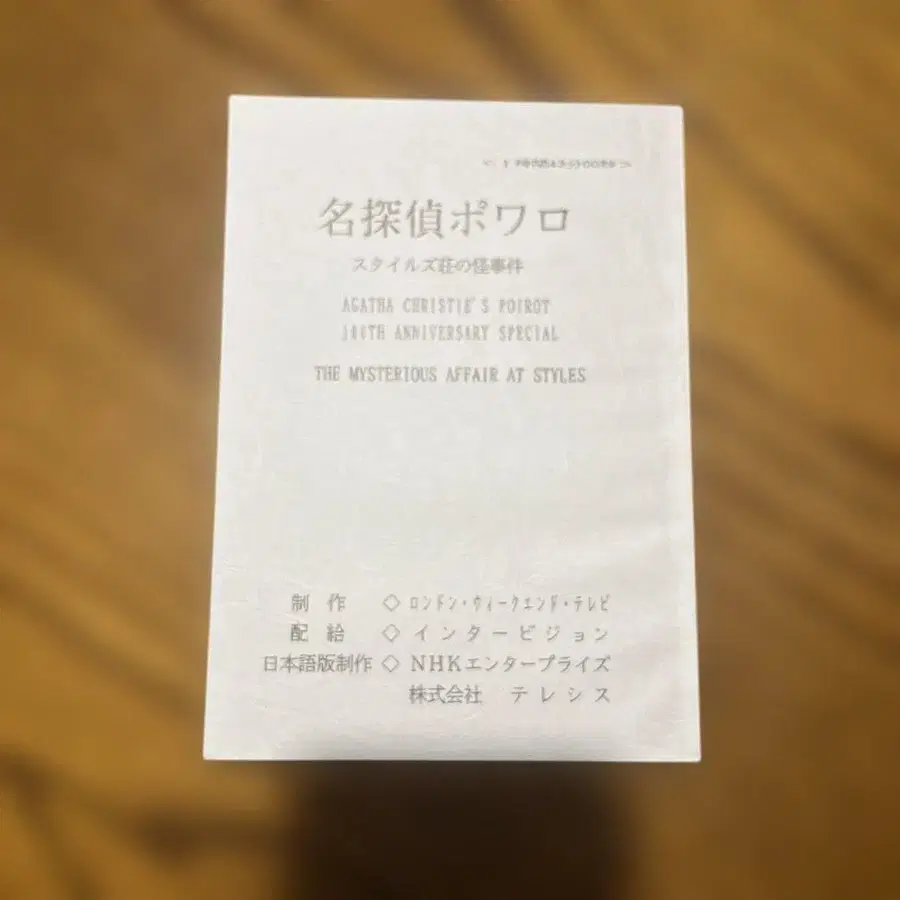 名探偵ポワロ
スタイルズ荘の怪事件
AGATHA CHRISTIE'S POIROT
100TH ANNIVERSARY SPECIAL
THE MYSTERIOUS AFFAIR AT STYLES
制作 ◇ ロンドン・ウィークエンド・テレビ
配給 ◇ インタービジョン
日本語版制作 ◇ NHKエンタープライズ
株式会社 テレシス